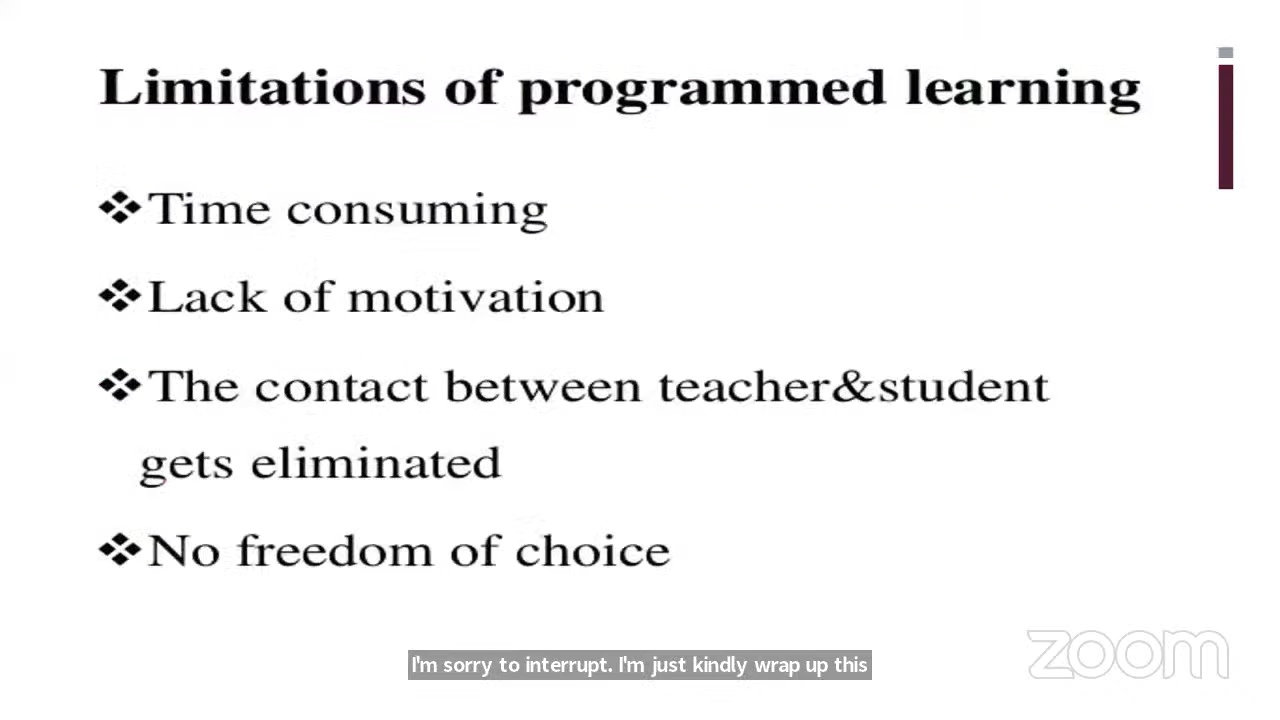 Limitations of programmed learning
❖Time consuming
❖Lack of motivation
❖The contact between teacher&student
gets eliminated
❖No freedom of choice
I'm sorry to interrupt. I'm just kindly wrap up this
zoom